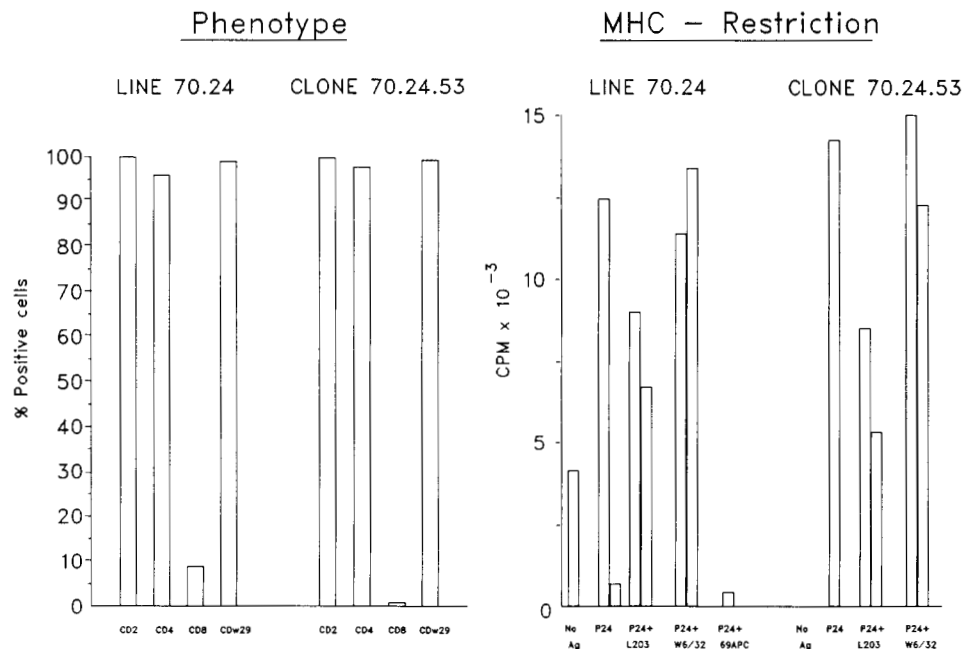 Phenotype
LINE 70.24 CLONE 70.24.53
% Positive cells
100
90
80
70
60
50
40
30
20
10
0
CD2 CD4 CD8 CDw29 CD2 CD4 CD8 CDw29
MHC – Restriction
LINE 70.24 CLONE 70.24.53
CPM x 10⁻³
15
10
5
0
No P24 P24+ P24+ P24+ No P24 P24+ P24+
Ag L203 W6/32 69APC Ag L203 W6/32